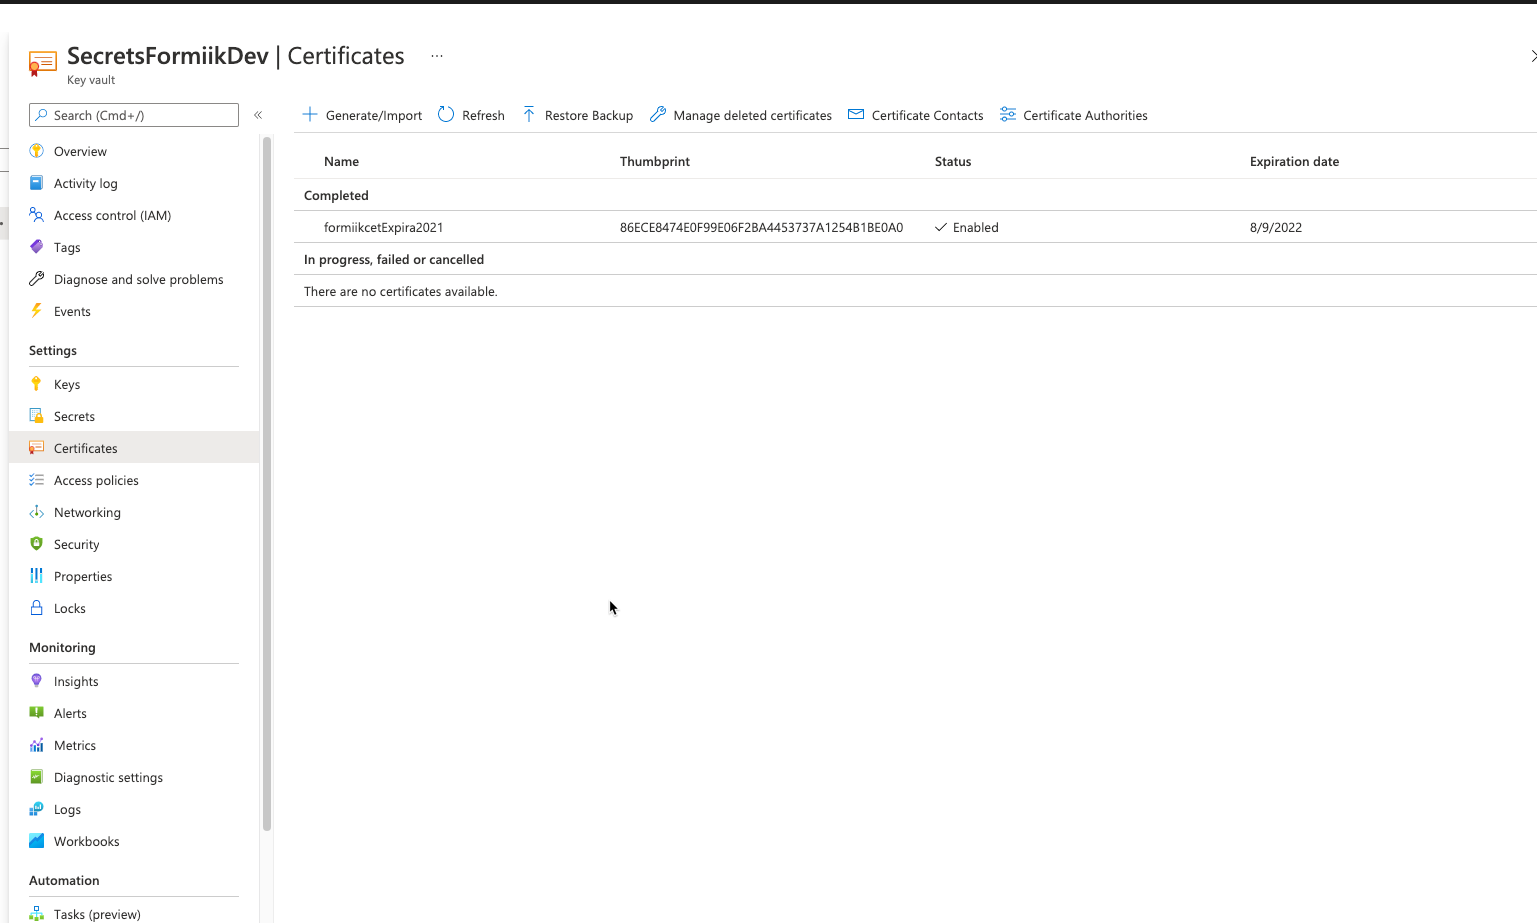 SecretsFormiikDev | Certificates ...
Key vault
Search (Cmd+/)
«
Generate/Import
Refresh
Restore Backup
Manage deleted certificates
Certificate Contacts
Certificate Authorities
Overview
Activity log
Access control (IAM)
Tags
Diagnose and solve problems
Events
Settings
Keys
Secrets
Certificates
Access policies
Networking
Security
Properties
Locks
Monitoring
Insights
Alerts
Metrics
Diagnostic settings
Logs
Workbooks
Automation
Tasks (preview)
Name Thumbprint Status Expiration date
Completed
formiikcetExpira2021 86ECE8474E0F99E06F2BA4453737A1254B1BE0A0 Enabled 8/9/2022
In progress, failed or cancelled
There are no certificates available.